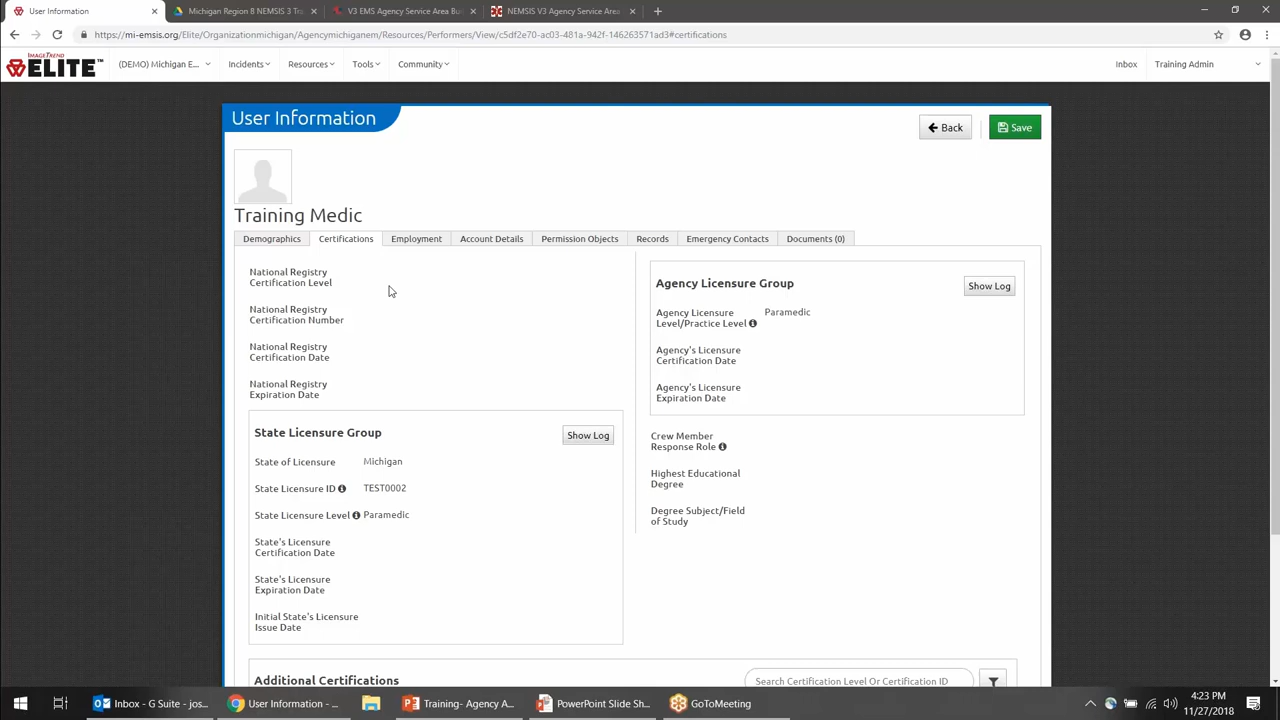 User Information
Michigan Region 8 NEMSIS 3 Tra
V3 EMS Agency Service Area Bu
NEMSIS V3 Agency Service Area
https://mi-emsis.org/Elite/Organizationmichigan/Agencymichiganem/Resources/Performers/View/c5df2e70-ac03-481a-942f-146263571ad3#certifications
IMAGETREND
ELITE™
(DEMO) Michigan E...
Incidents
Resources
Tools
Community
Inbox
Training Admin
User Information
Back
Save
Training Medic
Demographics
Certifications
Employment
Account Details
Permission Objects
Records
Emergency Contacts
Documents (0)
National Registry
Certification Level
National Registry
Certification Number
National Registry
Certification Date
National Registry
Expiration Date
State Licensure Group
Show Log
State of Licensure Michigan
State Licensure ID TEST0002
State Licensure Level Paramedic
State's Licensure
Certification Date
State's Licensure
Expiration Date
Initial State's Licensure
Issue Date
Agency Licensure Group
Show Log
Agency Licensure
Level/Practice Level
Paramedic
Agency's Licensure
Certification Date
Agency's Licensure
Expiration Date
Crew Member
Response Role
Highest Educational
Degree
Degree Subject/Field
of Study
Additional Certifications
Search Certification Level Or Certification ID
Inbox - G Suite - jos...
User Information - ...
Training- Agency A...
PowerPoint Slide Sh...
GoToMeeting
4:23 PM
11/27/2018